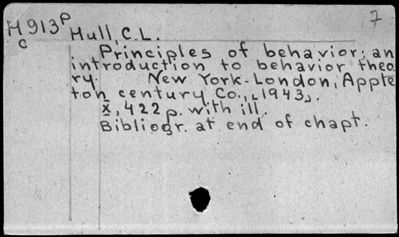 H 913 p Hull, C.L. 7
c
Principles of behavior; an
introduction to behavior theo
ry. New York-London, Apple
ton century Co., [1943].
x, 422 p. with ill.
Bibliogr. at end of chapt.